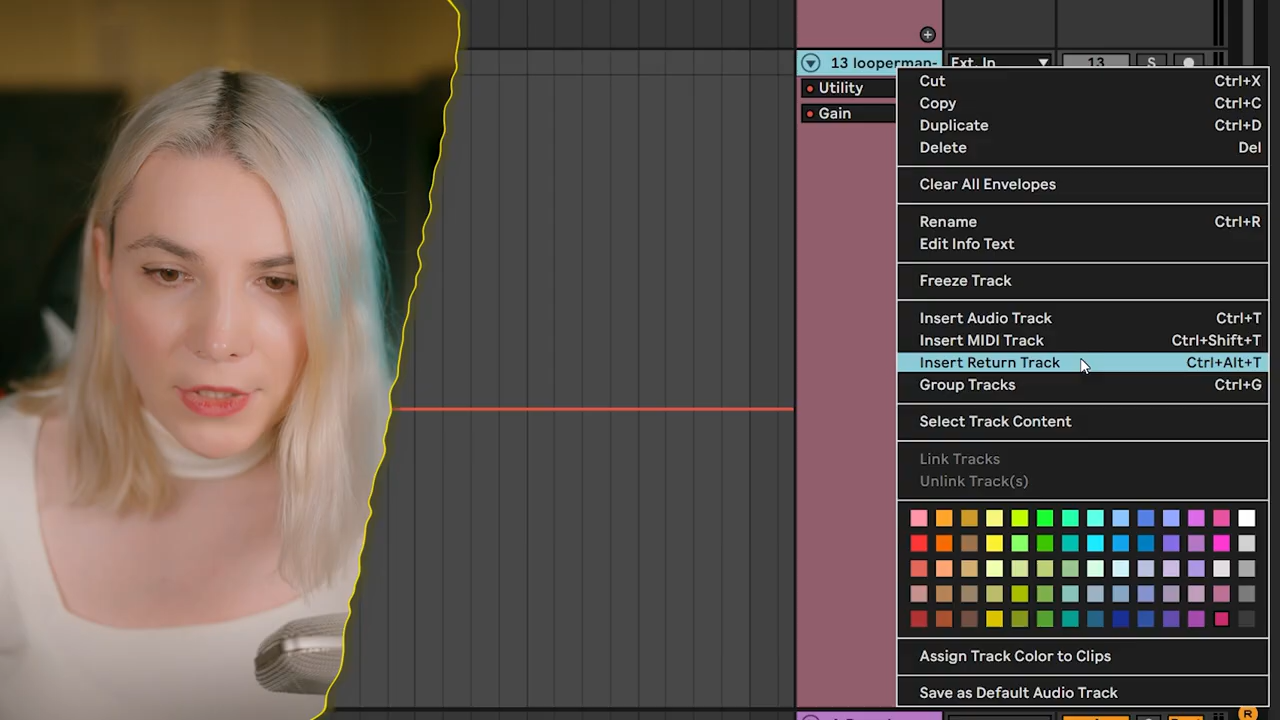 13 looperman-
Ext. In
13
S
Utility
Gain
Cut Ctrl+X
Copy Ctrl+C
Duplicate Ctrl+D
Delete Del
Clear All Envelopes
Rename Ctrl+R
Edit Info Text
Freeze Track
Insert Audio Track Ctrl+T
Insert MIDI Track Ctrl+Shift+T
Insert Return Track Ctrl+Alt+T
Group Tracks Ctrl+G
Select Track Content
Link Tracks
Unlink Track(s)
Assign Track Color to Clips
Save as Default Audio Track
R